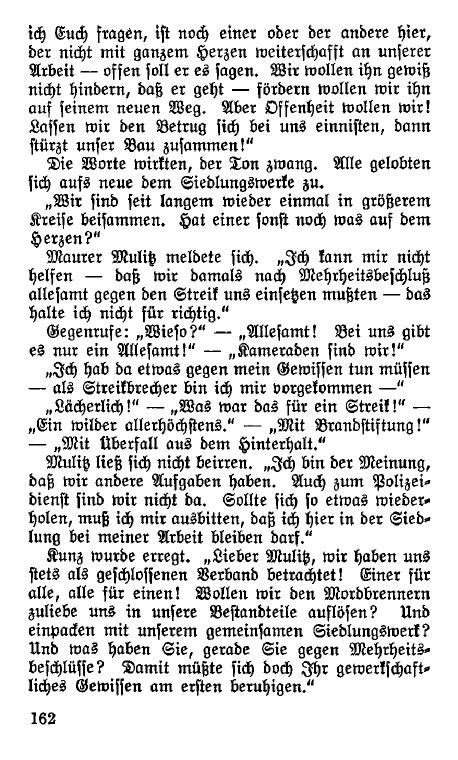 ich Euch fragen, ist noch einer oder der andere hier,
der nicht mit ganzem Herzen weiterschafft an unserer
Arbeit — offen soll er es sagen. Wir wollen ihn gewiß
nicht hindern, daß er geht — fördern wollen wir ihn
auf seinem neuen Weg. Aber Offenheit wollen wir!
Lassen wir den Betrug sich bei uns einnisten, dann
stürzt unser Bau zusammen!“
Die Worte wirkten, der Ton zwang. Alle gelobten
sich aufs neue dem Siedlungswerke zu.
„Wir sind seit langem wieder einmal in größerem
Kreise beisammen. Hat einer sonst noch was auf dem
Herzen?“
Maurer Mulitz meldete sich. „Ich kann mir nicht
helfen — daß wir damals nach Mehrheitsbeschluß
allesamt gegen den Streik uns einsetzen mußten — das
halte ich nicht für richtig.“
Gegenrufe: „Wieso?“ — „Allesamt! Bei uns gibt
es nur ein Allesamt!“ — „Kameraden sind wir!“
„Ich hab da etwas gegen mein Gewissen tun müssen
— als Streikbrecher bin ich mir vorgekommen —“
„Lächerlich!“ — „Was war das für ein Streik!“ —
„Ein wilder allerhöchstens.“ — „Mit Brandstiftung!“
— „Mit Überfall aus dem Hinterhalt.“
Mulitz ließ sich nicht beirren. „Ich bin der Meinung,
daß wir andere Aufgaben haben. Auch zum Polizei-
dienst sind wir nicht da. Sollte sich so etwas wieder-
holen, muß ich mir ausbitten, daß ich hier in der Sied-
lung bei meiner Arbeit bleiben darf.“
Kunz wurde erregt. „Lieber Mulitz, wir haben uns
stets als geschlossenen Verband betrachtet! Einer für
alle, alle für einen! Wollen wir den Mordbrennern
zuliebe uns in unsere Bestandteile auflösen? Und
einpacken mit unserem gemeinsamen Siedlungswerk?
Und was haben Sie, gerade Sie gegen Mehrheits-
beschlüsse? Damit müßte sich doch Ihr gewerkschaft-
liches Gewissen am ersten beruhigen.“
162